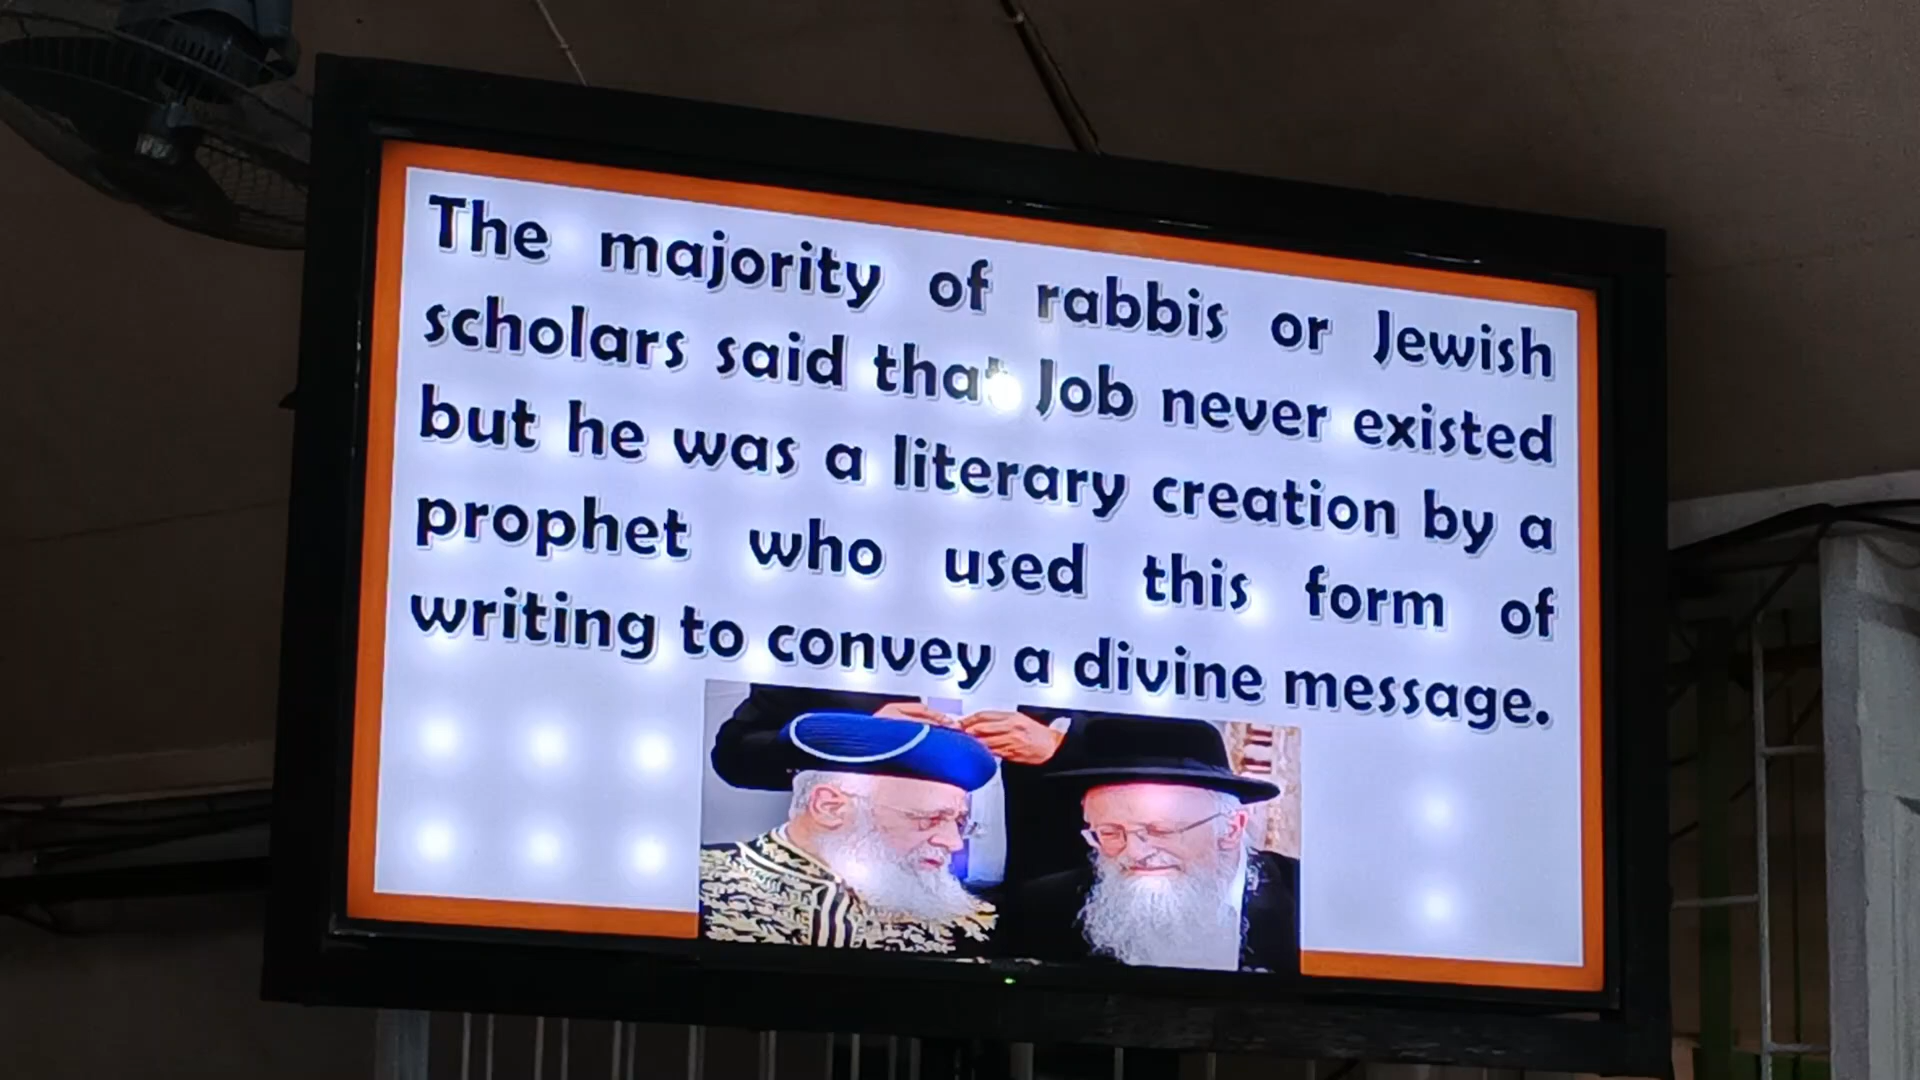 The majority of rabbis or Jewish
scholars said that Job never existed
but he was a literary creation by a
prophet who used this form of
writing to convey a divine message.